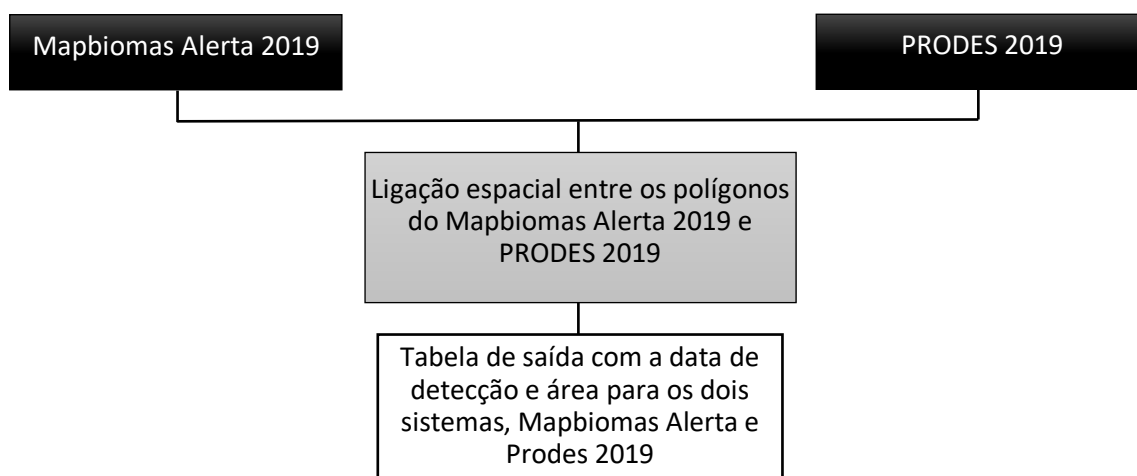 Mapbiomas Alerta 2019
PRODES 2019
Ligação espacial entre os polígonos
do Mapbiomas Alerta 2019 e
PRODES 2019
Tabela de saída com a data de
detecção e área para os dois
sistemas, Mapbiomas Alerta e
Prodes 2019